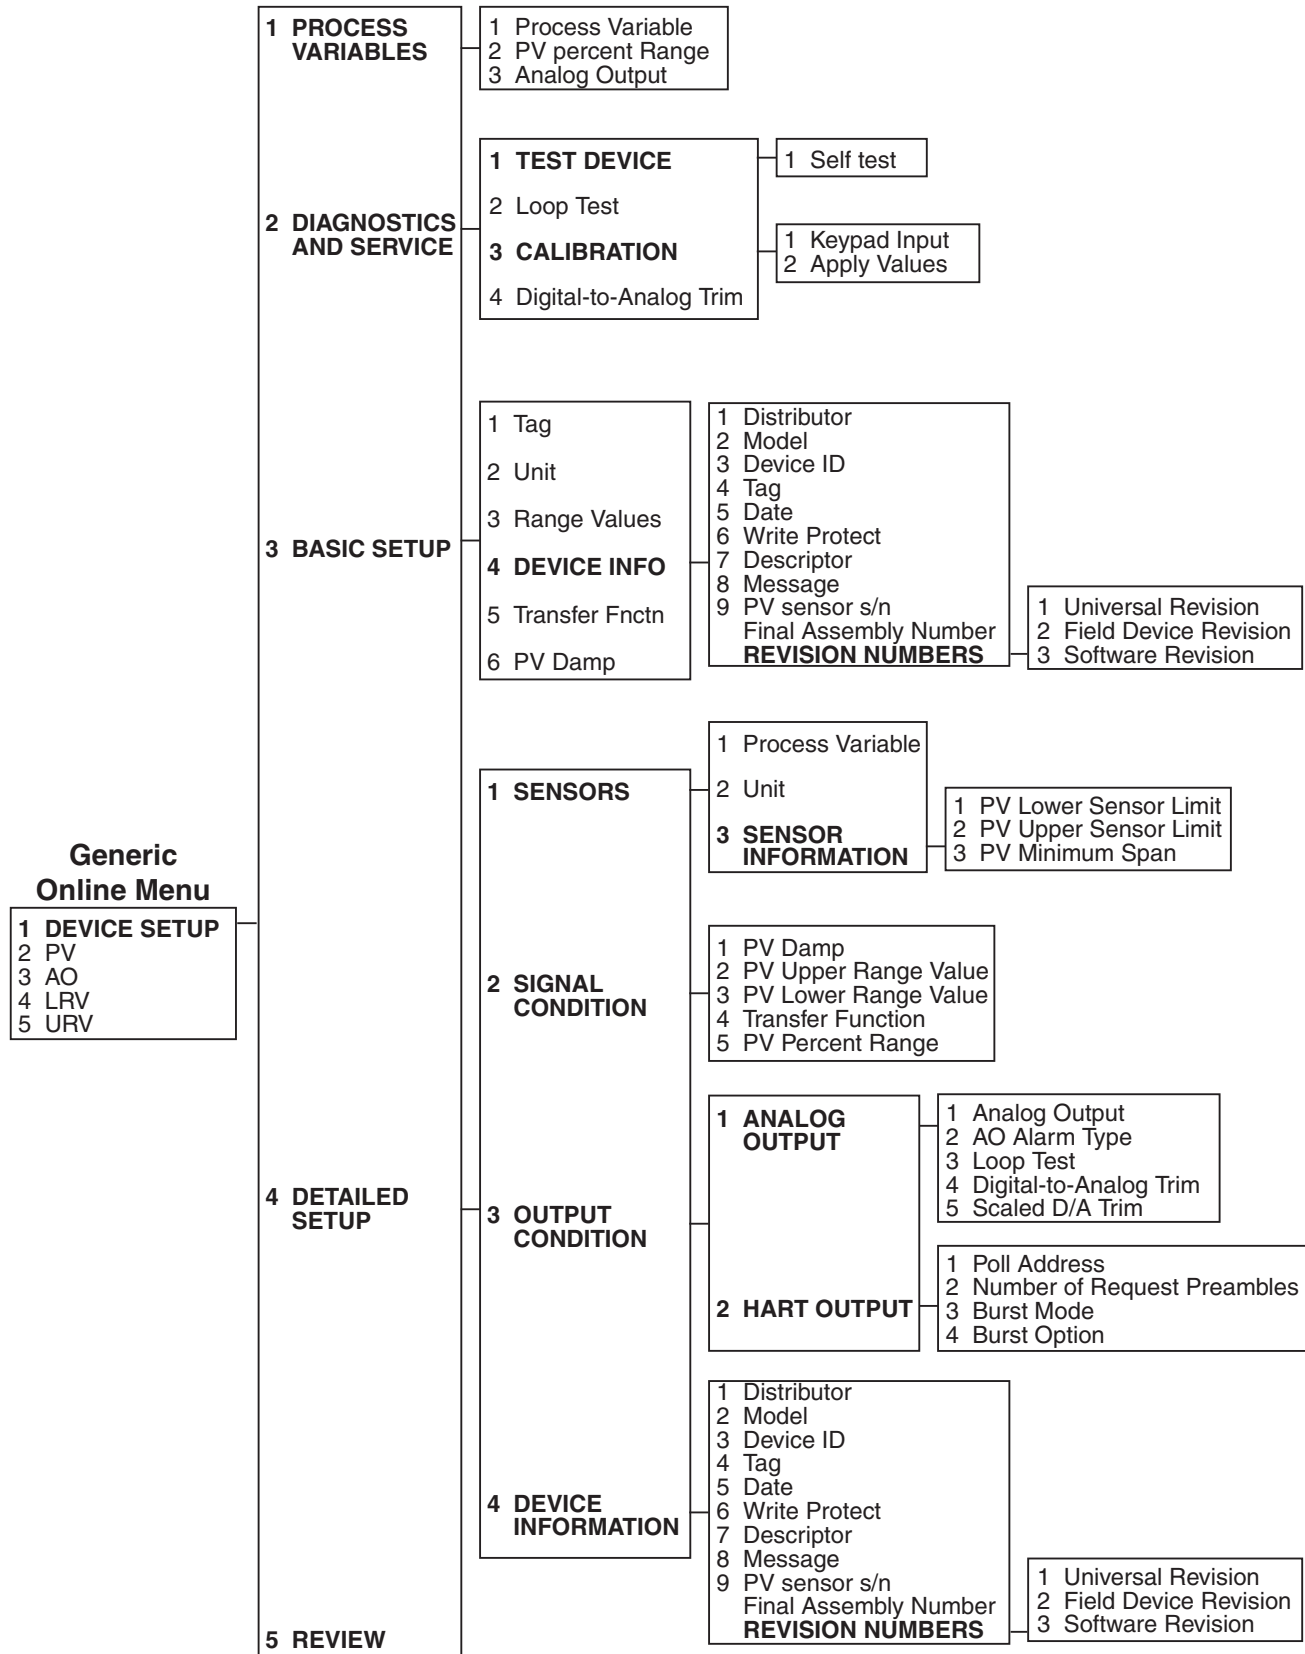 Generic
Online Menu
1 DEVICE SETUP
2 PV
3 AO
4 LRV
5 URV
1 PROCESS
VARIABLES
1 Process Variable
2 PV percent Range
3 Analog Output
2 DIAGNOSTICS
AND SERVICE
1 TEST DEVICE
2 Loop Test
3 CALIBRATION
4 Digital-to-Analog Trim
1 Self test
1 Keypad Input
2 Apply Values
3 BASIC SETUP
1 Tag
2 Unit
3 Range Values
4 DEVICE INFO
5 Transfer Fnctn
6 PV Damp
1 Distributor
2 Model
3 Device ID
4 Tag
5 Date
6 Write Protect
7 Descriptor
8 Message
9 PV sensor s/n
Final Assembly Number
REVISION NUMBERS
1 Universal Revision
2 Field Device Revision
3 Software Revision
4 DETAILED
SETUP
1 SENSORS
1 Process Variable
2 Unit
3 SENSOR
INFORMATION
1 PV Lower Sensor Limit
2 PV Upper Sensor Limit
3 PV Minimum Span
2 SIGNAL
CONDITION
1 PV Damp
2 PV Upper Range Value
3 PV Lower Range Value
4 Transfer Function
5 PV Percent Range
3 OUTPUT
CONDITION
1 ANALOG
OUTPUT
1 Analog Output
2 AO Alarm Type
3 Loop Test
4 Digital-to-Analog Trim
5 Scaled D/A Trim
2 HART OUTPUT
1 Poll Address
2 Number of Request Preambles
3 Burst Mode
4 Burst Option
4 DEVICE
INFORMATION
1 Distributor
2 Model
3 Device ID
4 Tag
5 Date
6 Write Protect
7 Descriptor
8 Message
9 PV sensor s/n
Final Assembly Number
REVISION NUMBERS
1 Universal Revision
2 Field Device Revision
3 Software Revision
5 REVIEW